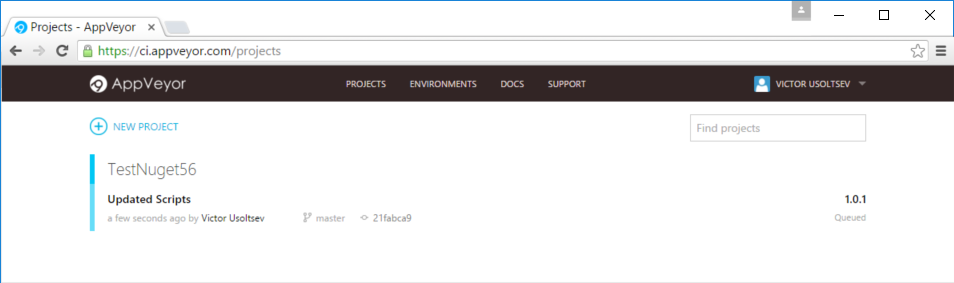 Projects - AppVeyor
https://ci.appveyor.com/projects
AppVeyor PROJECTS ENVIRONMENTS DOCS SUPPORT VICTOR USOLTSEV
NEW PROJECT Find projects
TestNuget56
Updated Scripts 1.0.1
a few seconds ago by Victor Usoltsev master 21fabca9 Queued